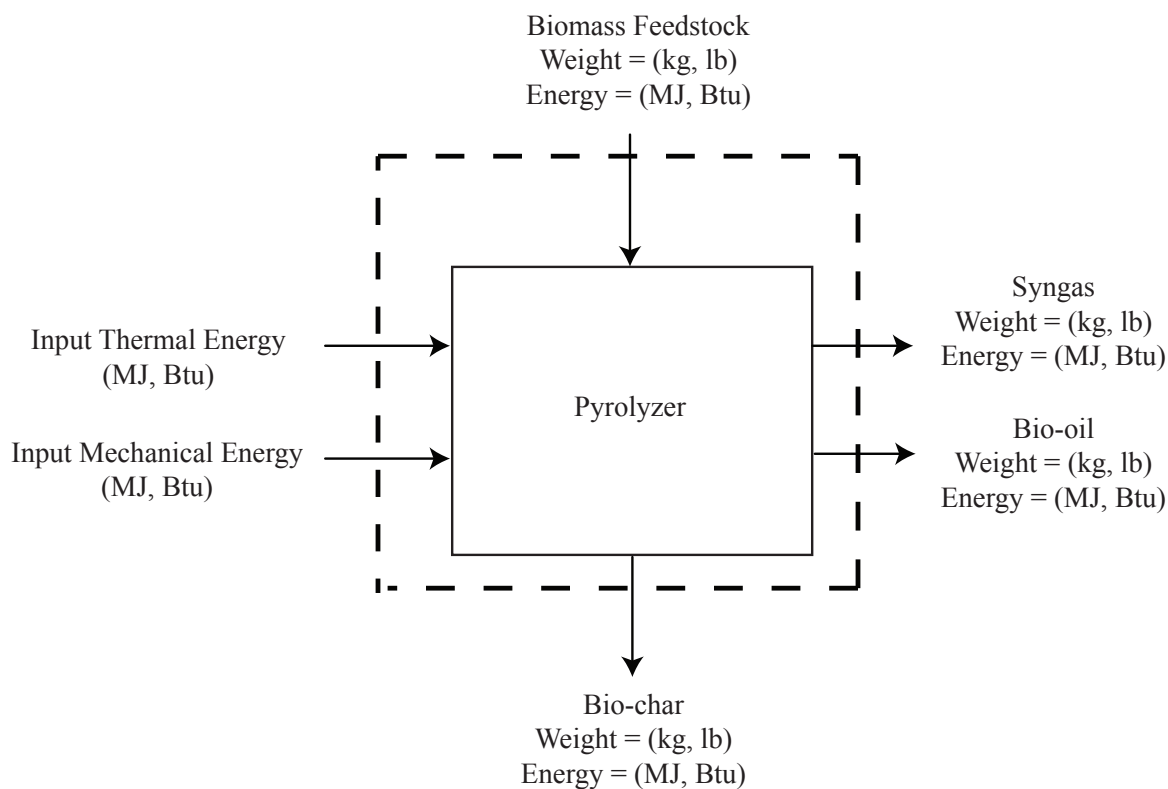 Biomass Feedstock
Weight = (kg, lb)
Energy = (MJ, Btu)
Input Thermal Energy
(MJ, Btu)
Input Mechanical Energy
(MJ, Btu)
Pyrolyzer
Syngas
Weight = (kg, lb)
Energy = (MJ, Btu)
Bio-oil
Weight = (kg, lb)
Energy = (MJ, Btu)
Bio-char
Weight = (kg, lb)
Energy = (MJ, Btu)